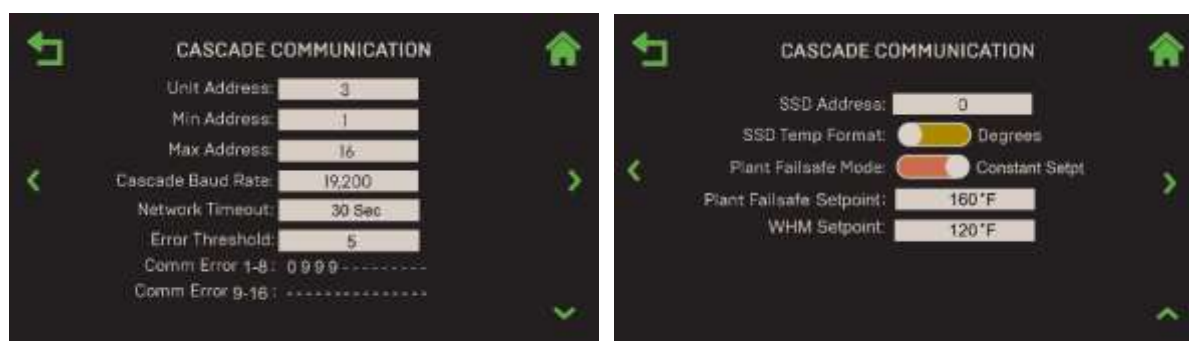 CASCADE COMMUNICATION
Unit Address: 3
Min Address: 1
Max Address: 16
Cascade Baud Rate: 19,200
Network Timeout: 30 Sec
Error Threshold: 5
Comm Error 1-8: 0 9 9 9 - - - - - - - - -
Comm Error 9-16 : - - - - - - - - - - - - - - -
CASCADE COMMUNICATION
SSD Address: 0
SSD Temp Format: Degrees
Plant Failsafe Mode: Constant Setpt
Plant Failsafe Setpoint: 160°F
WHM Setpoint: 120°F